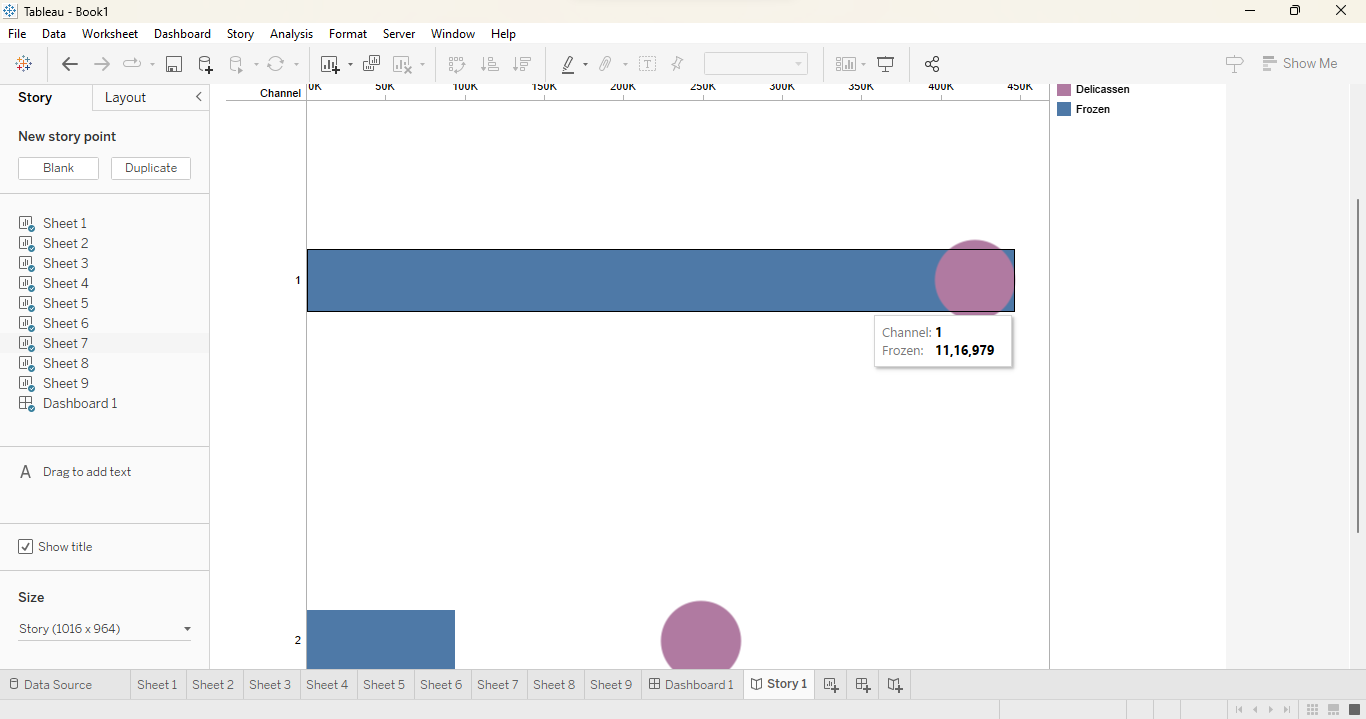 Tableau - Book1
File Data Worksheet Dashboard Story Analysis Format Server Window Help
Show Me
Story Layout
New story point
Blank Duplicate
Sheet 1
Sheet 2
Sheet 3
Sheet 4
Sheet 5
Sheet 6
Sheet 7
Sheet 8
Sheet 9
Dashboard 1
A Drag to add text
Show title
Size
Story (1016 x 964)
Channel 0K 50K 100K 150K 200K 250K 300K 350K 400K 450K
1
Channel: 1
Frozen: 11,16,979
2
Delicassen
Frozen
Data Source Sheet 1 Sheet 2 Sheet 3 Sheet 4 Sheet 5 Sheet 6 Sheet 7 Sheet 8 Sheet 9 Dashboard 1 Story 1